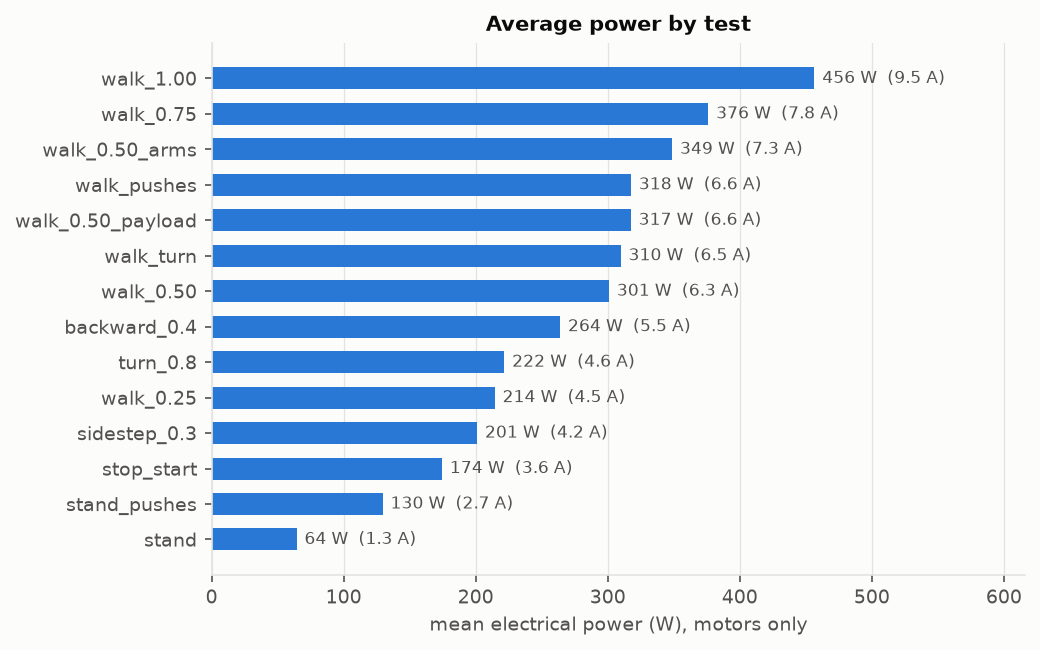 Average power by test
walk_1.00 456 W (9.5 A)
walk_0.75 376 W (7.8 A)
walk_0.50_arms 349 W (7.3 A)
walk_pushes 318 W (6.6 A)
walk_0.50_payload 317 W (6.6 A)
walk_turn 310 W (6.5 A)
walk_0.50 301 W (6.3 A)
backward_0.4 264 W (5.5 A)
turn_0.8 222 W (4.6 A)
walk_0.25 214 W (4.5 A)
sidestep_0.3 201 W (4.2 A)
stop_start 174 W (3.6 A)
stand_pushes 130 W (2.7 A)
stand 64 W (1.3 A)
0 100 200 300 400 500 600
mean electrical power (W), motors only